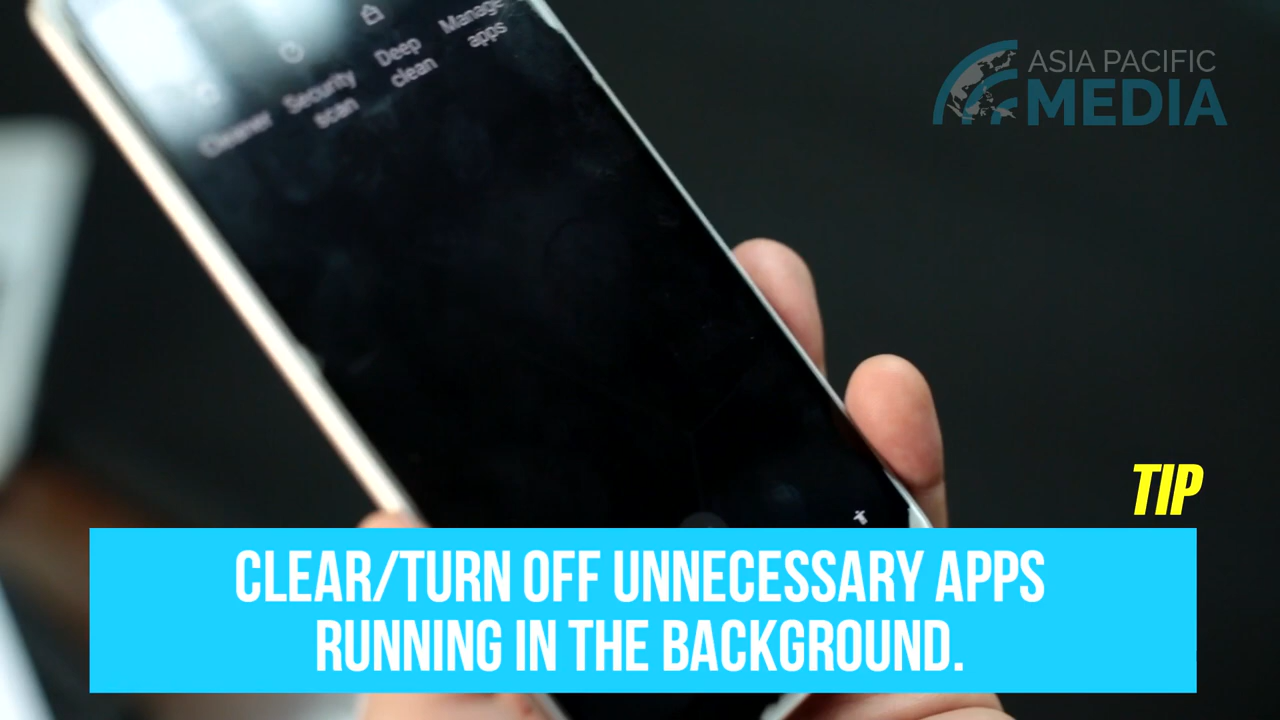 Manage
apps
Deep
clean
Security
scan
Cleaner
ASIA PACIFIC
MEDIA
TIP
CLEAR/TURN OFF UNNECESSARY APPS
RUNNING IN THE BACKGROUND.